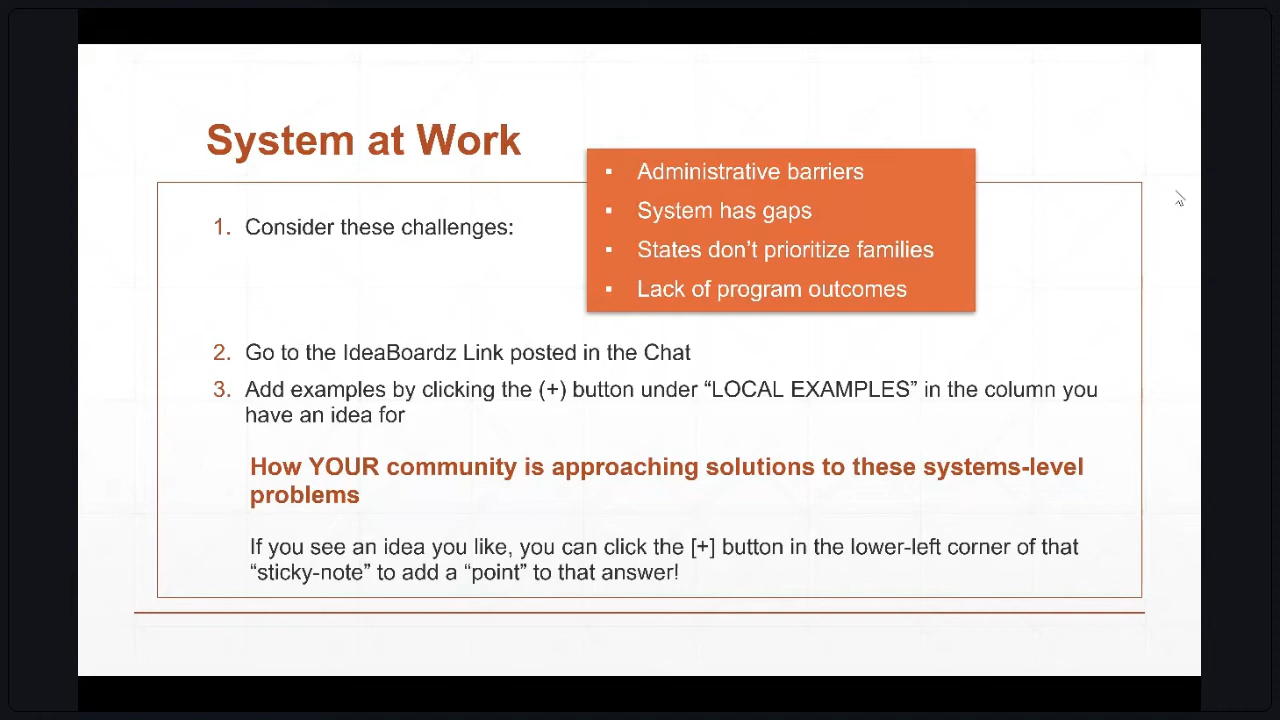 System at Work
1. Consider these challenges:
▪ Administrative barriers
▪ System has gaps
▪ States don’t prioritize families
▪ Lack of program outcomes
2. Go to the IdeaBoardz Link posted in the Chat
3. Add examples by clicking the (+) button under “LOCAL EXAMPLES” in the column you
have an idea for
How YOUR community is approaching solutions to these systems-level
problems
If you see an idea you like, you can click the [+] button in the lower-left corner of that
“sticky-note” to add a “point” to that answer!